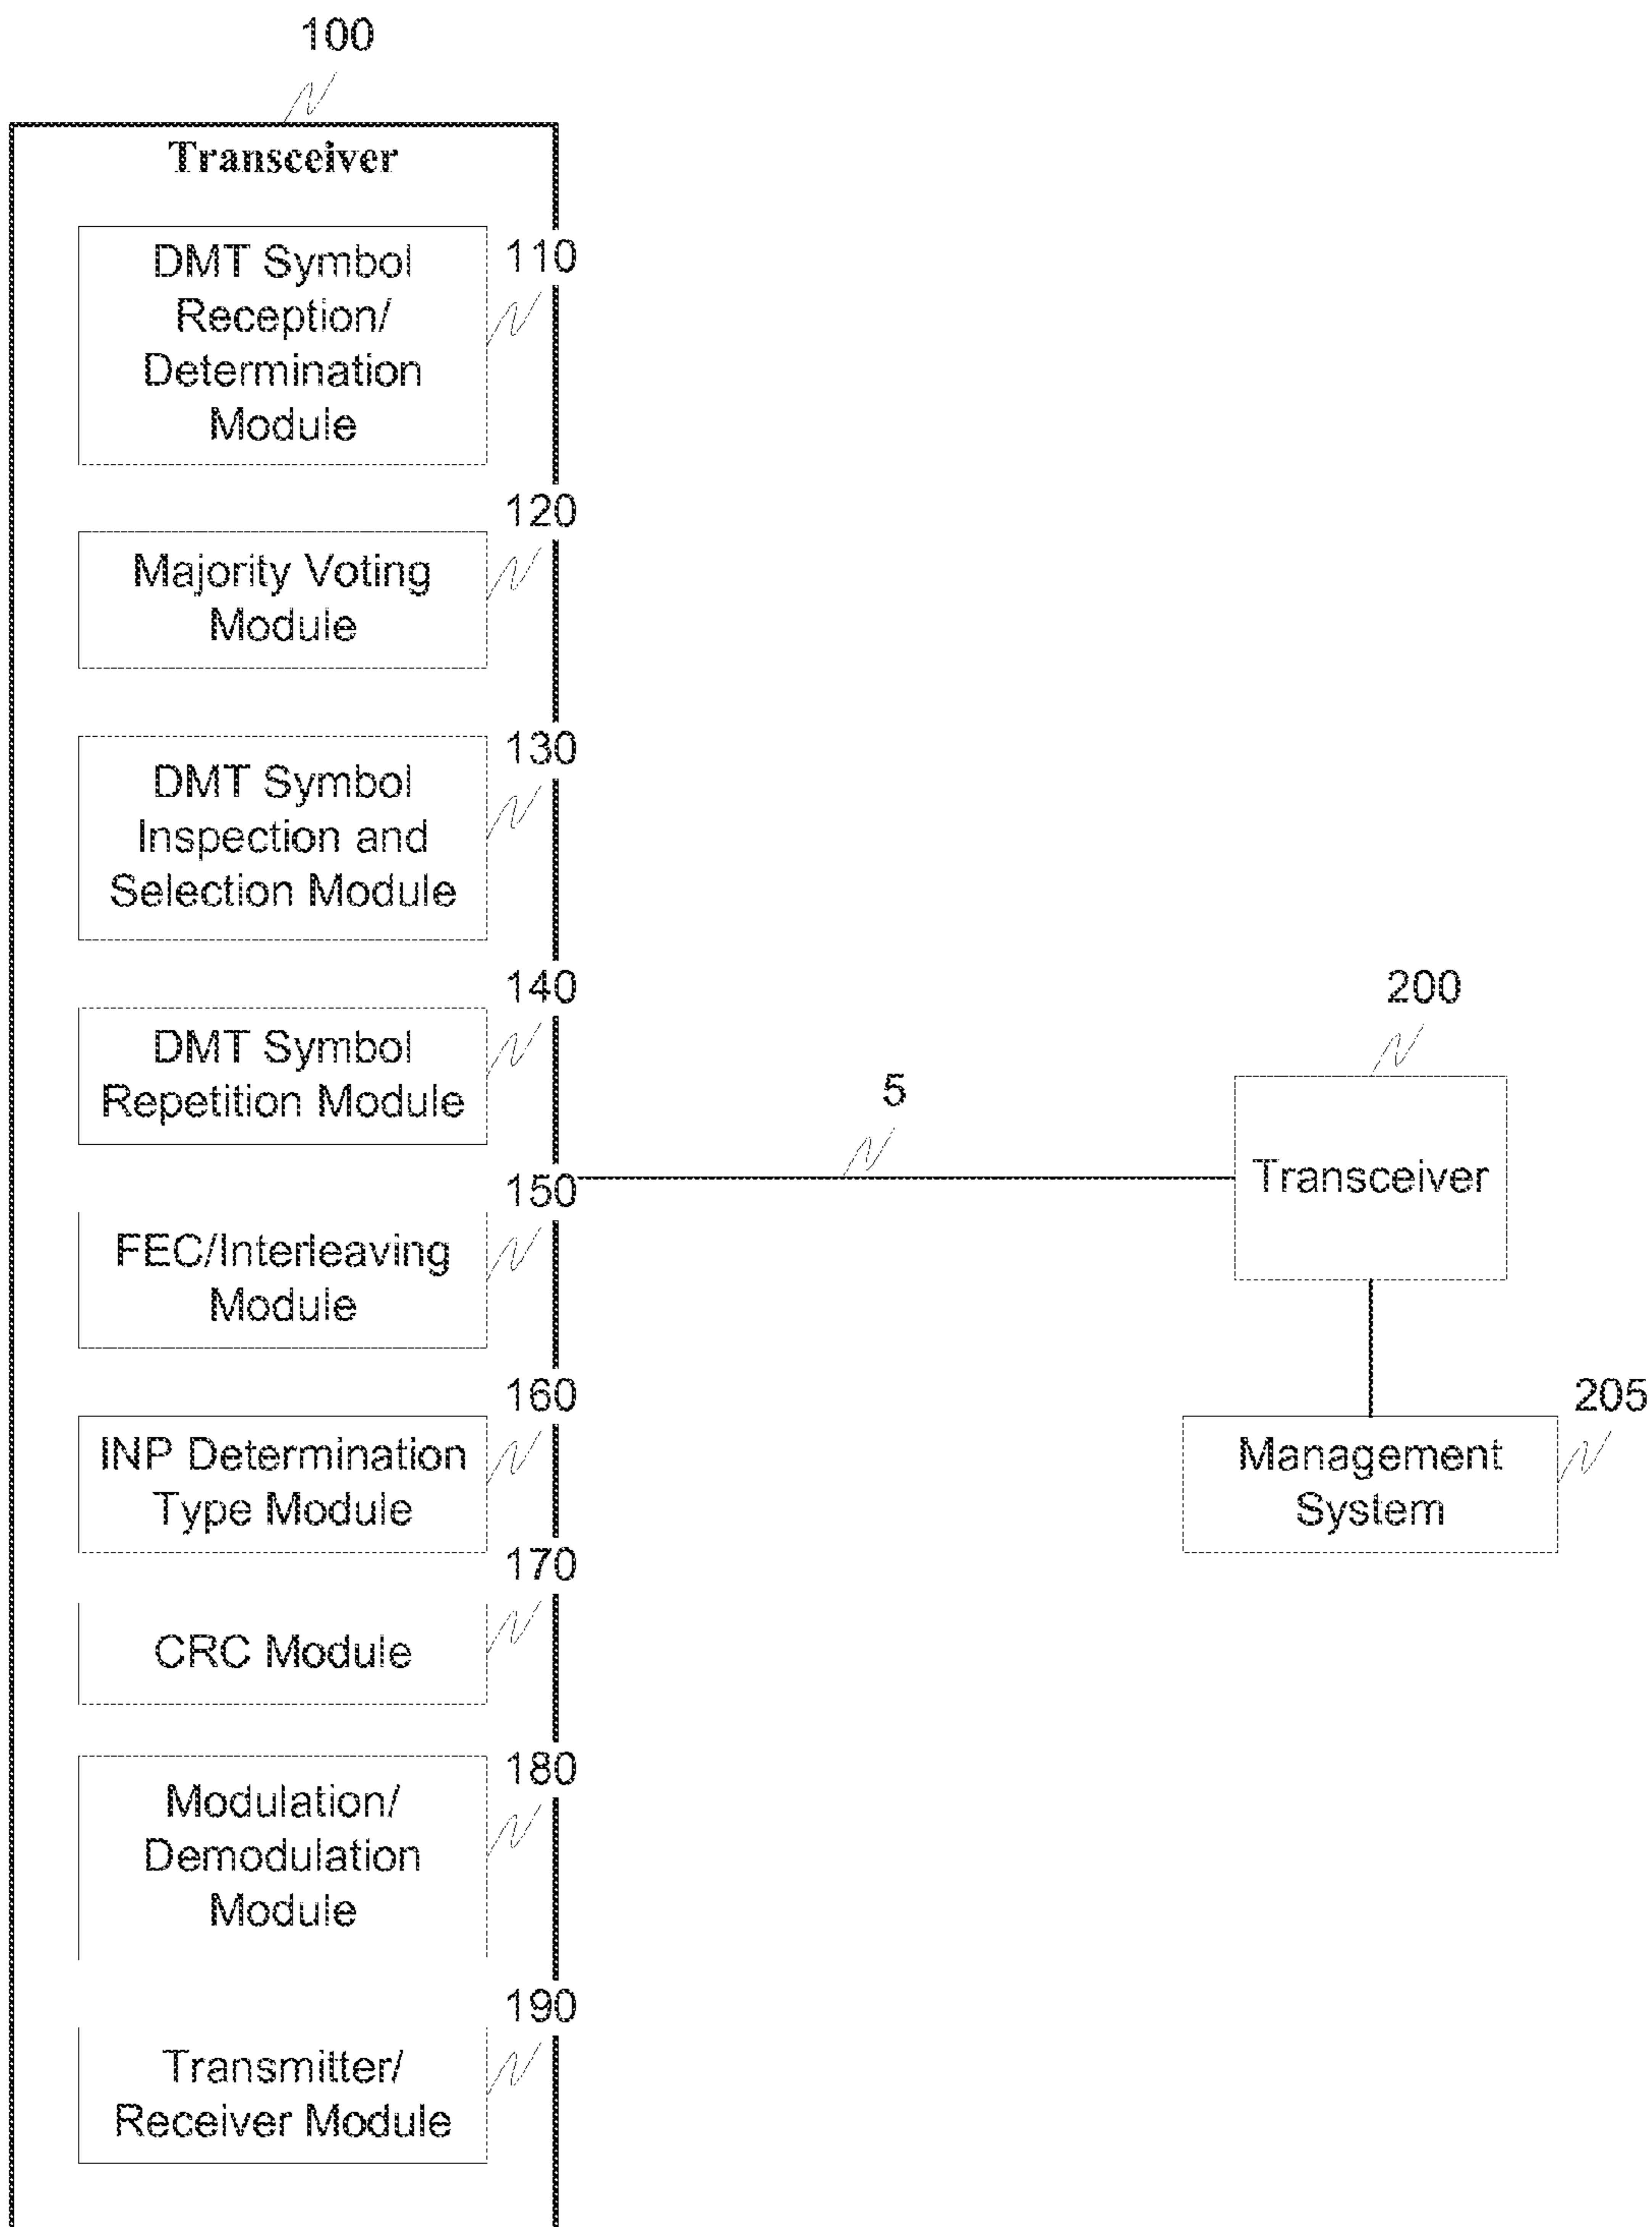 100
Transceiver
DMT Symbol
Reception/
Determination
Module
110
Majority Voting
Module
120
DMT Symbol
Inspection and
Selection Module
130
DMT Symbol
Repetition Module
140
FEC/Interleaving
Module
150
INP Determination
Type Module
160
CRC Module
170
Modulation/
Demodulation
Module
180
Transmitter/
Receiver Module
190
5
200
Transceiver
205
Management
System